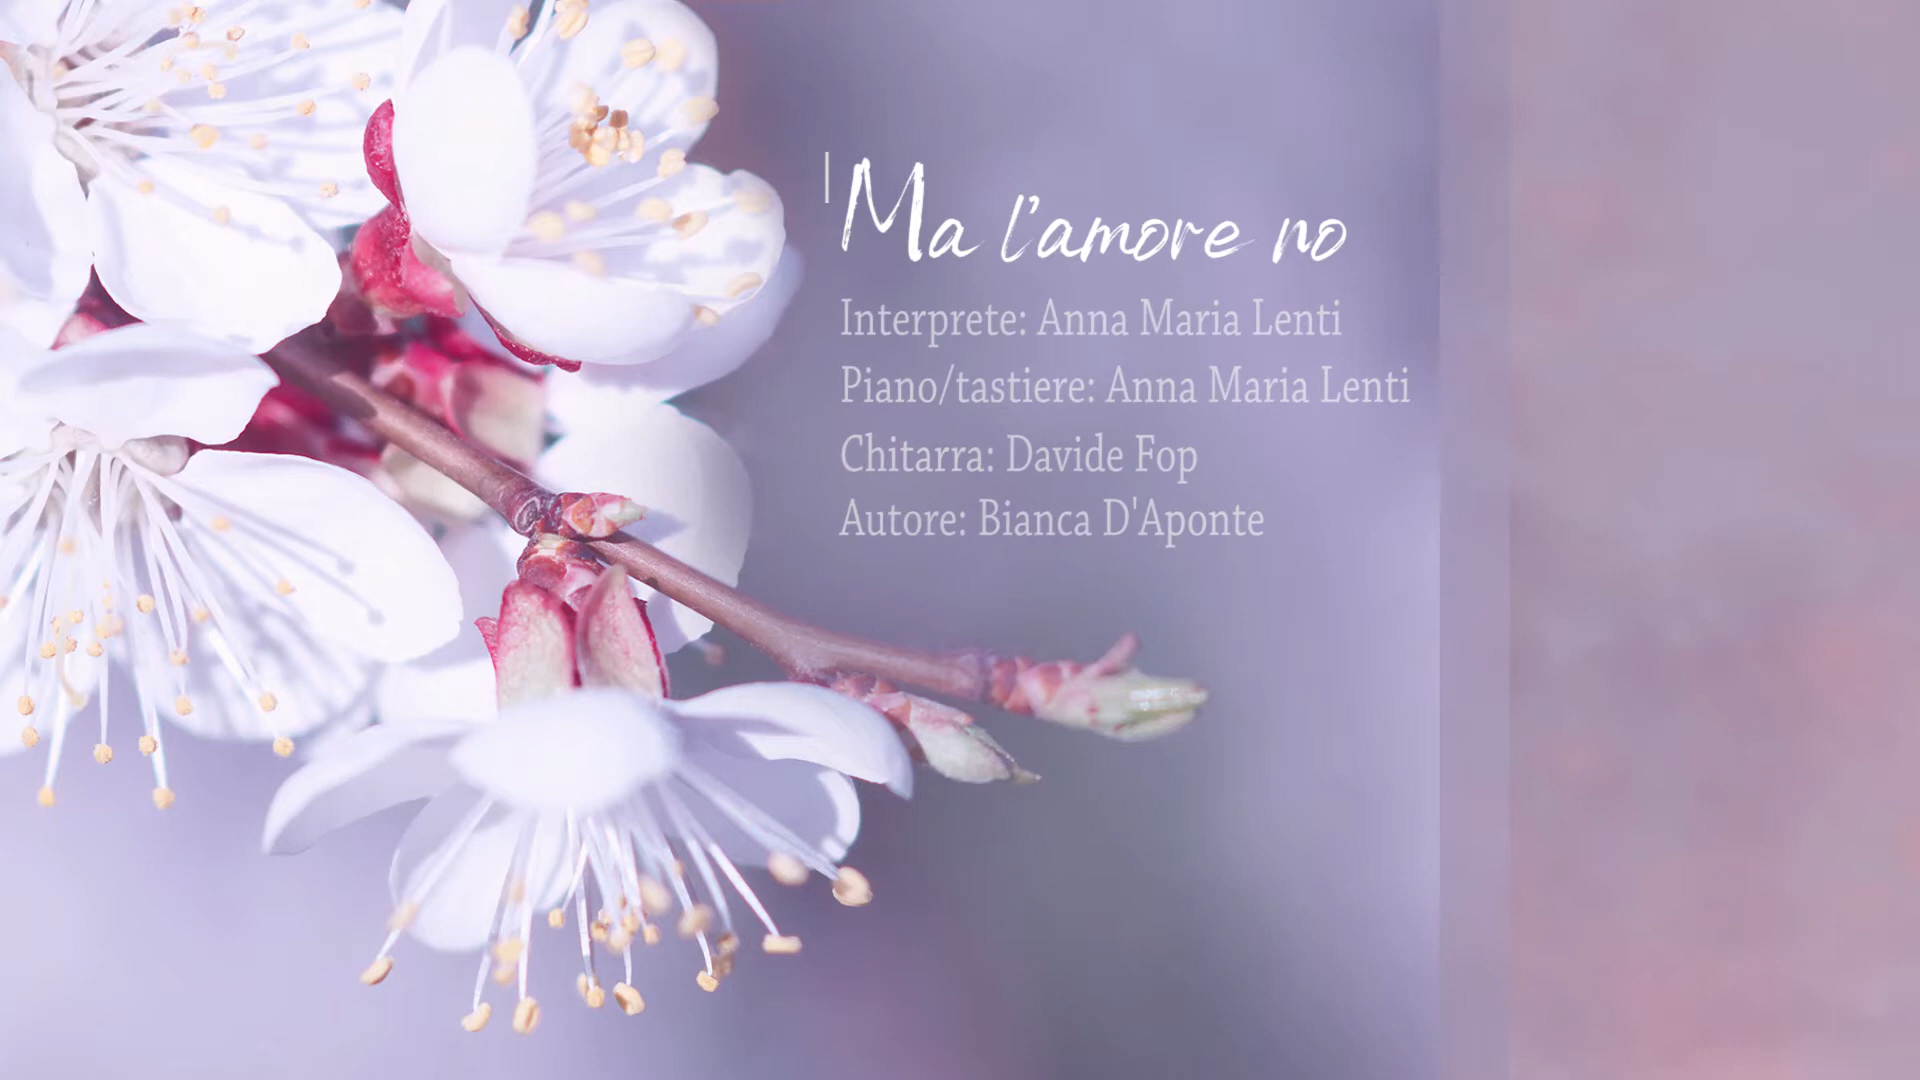 Ma l'amore no
Interprete: Anna Maria Lenti
Piano/tastiere: Anna Maria Lenti
Chitarra: Davide Fop
Autore: Bianca D'Aponte